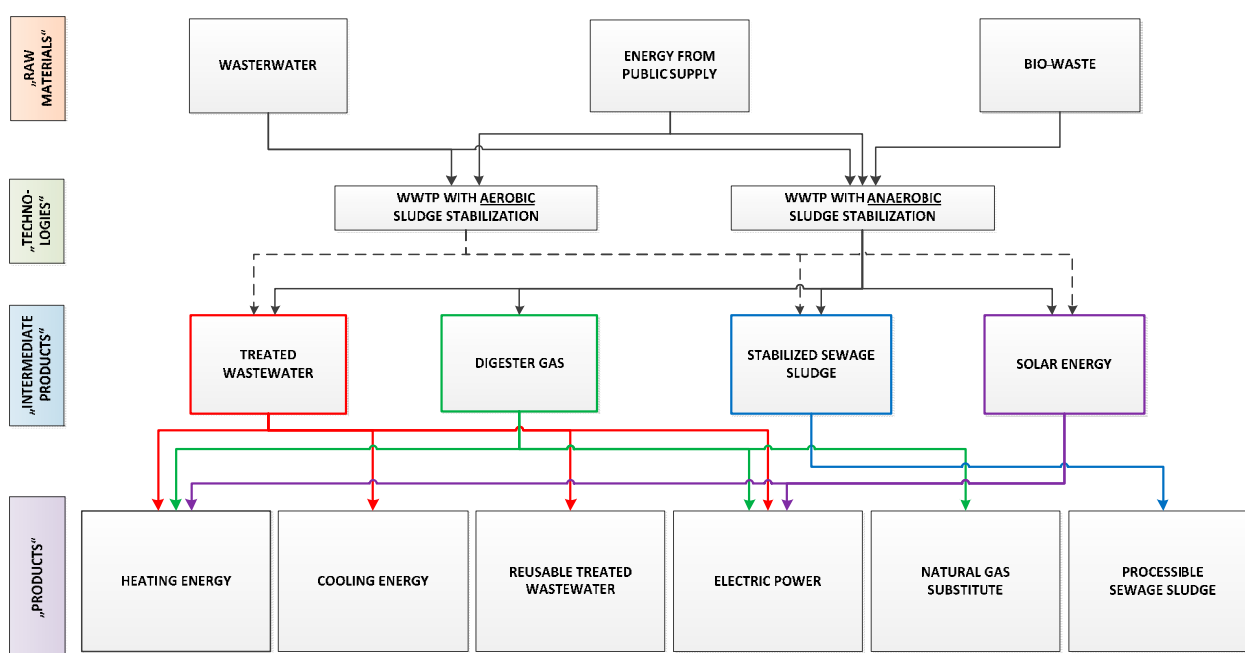 „RAW
MATERIALS“
WASTERWATER
ENERGY FROM
PUBLIC SUPPLY
BIO-WASTE
„TECHNO-
LOGIES“
WWTP WITH AEROBIC
SLUDGE STABILIZATION
WWTP WITH ANAEROBIC
SLUDGE STABILIZATION
„INTERMEDIATE
PRODUCTS“
TREATED
WASTEWATER
DIGESTER GAS
STABILIZED SEWAGE
SLUDGE
SOLAR ENERGY
„PRODUCTS“
HEATING ENERGY
COOLING ENERGY
REUSABLE TREATED
WASTEWATER
ELECTRIC POWER
NATURAL GAS
SUBSTITUTE
PROCESSIBLE
SEWAGE SLUDGE